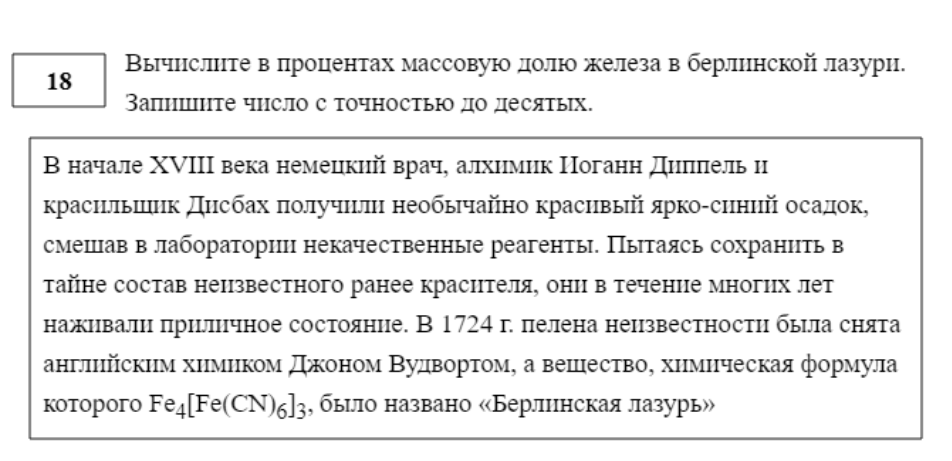 18
Вычислите в процентах массовую долю железа в берлинской лазури.
Запишите число с точностью до десятых.
В начале XVIII века немецкий врач, алхимик Иоганн Диппель и
красильщик Дисбах получили необычайно красивый ярко-синий осадок,
смешав в лаборатории некачественные реагенты. Пытаясь сохранить в
тайне состав неизвестного ранее красителя, они в течение многих лет
наживали приличное состояние. В 1724 г. пелена неизвестности была снята
английским химиком Джоном Вудвортом, а вещество, химическая формула
которого Fe₄[Fe(CN)₆]₃, было названо «Берлинская лазурь»